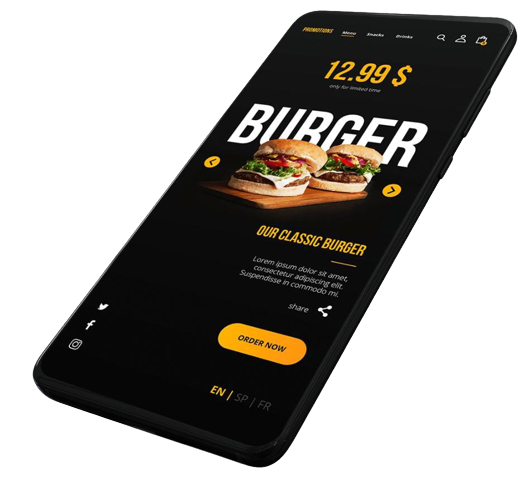 PROMOTIONS Menu Snacks Drinks
12.99 $
only for limited time
BURGER
OUR CLASSIC BURGER
Lorem ipsum dolor sit amet,
consectetur adipiscing elit.
Suspendisse in commodo mi.
share
ORDER NOW
EN | SP | FR